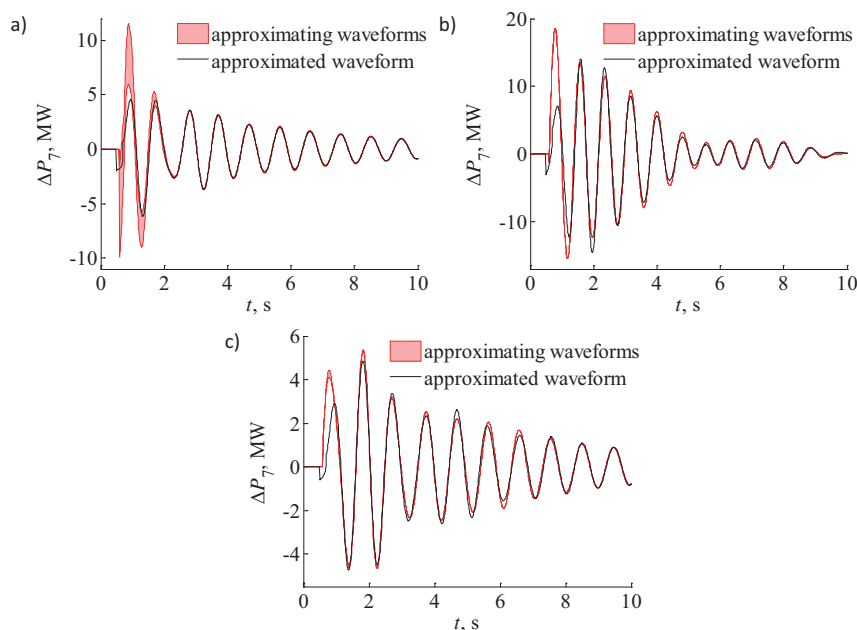 a)
approximating waveforms
approximated waveform
ΔP7, MW
10
5
0
-5
-10
0 2 4 6 8 10
t, s
b)
approximating waveforms
approximated waveform
ΔP7, MW
20
10
0
-10
0 2 4 6 8 10
t, s
c)
approximating waveforms
approximated waveform
ΔP7, MW
6
4
2
0
-2
-4
0 2 4 6 8 10
t, s